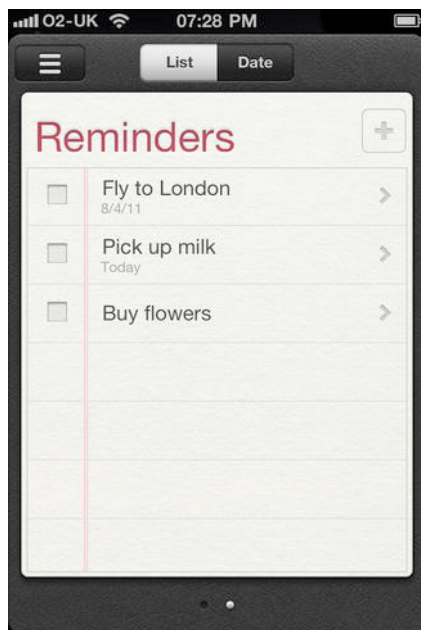 O2-UK 07:28 PM
List Date
Reminders
Fly to London
8/4/11
Pick up milk
Today
Buy flowers